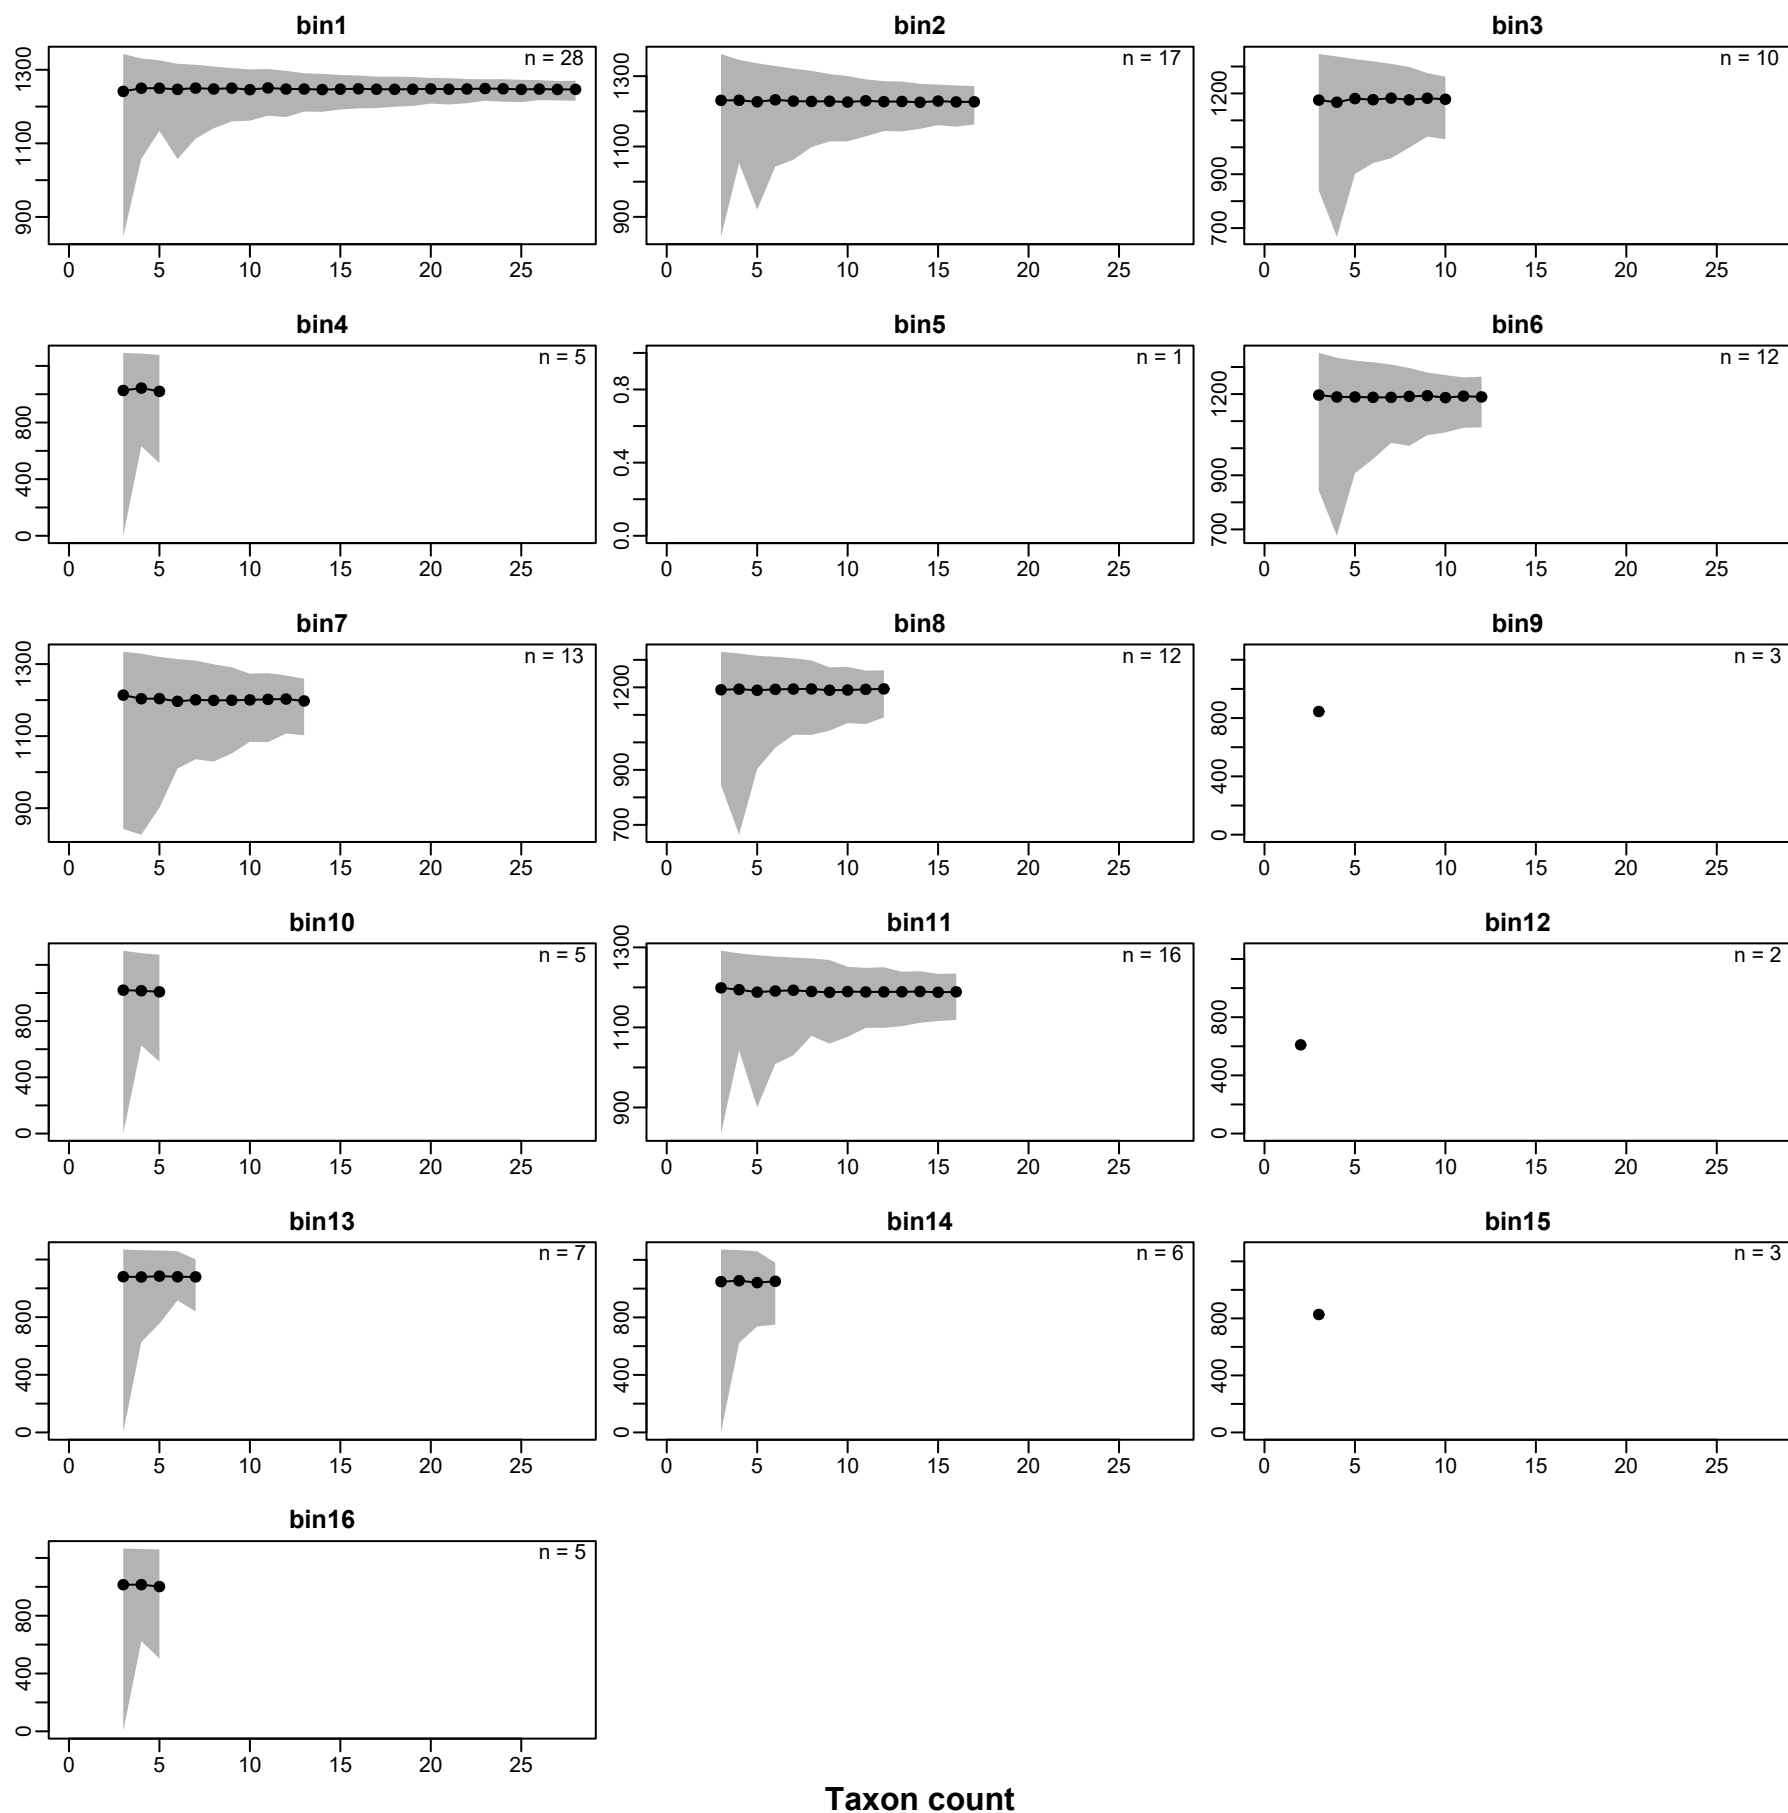 bin1 bin2 bin3
n = 28 n = 17 n = 10
900 1100 1300 900 1100 1300 700 900 1200
0 5 10 15 20 25 0 5 10 15 20 25 0 5 10 15 20 25
bin4 bin5 bin6
n = 5 n = 1 n = 12
0 400 800 0.0 0.4 0.8 700 900 1200
0 5 10 15 20 25 0 5 10 15 20 25 0 5 10 15 20 25
bin7 bin8 bin9
n = 13 n = 12 n = 3
900 1100 1300 700 900 1200 0 400 800
0 5 10 15 20 25 0 5 10 15 20 25 0 5 10 15 20 25
bin10 bin11 bin12
n = 5 n = 16 n = 2
0 400 800 900 1100 1300 0 400 800
0 5 10 15 20 25 0 5 10 15 20 25 0 5 10 15 20 25
bin13 bin14 bin15
n = 7 n = 6 n = 3
0 400 800 0 400 800 0 400 800
0 5 10 15 20 25 0 5 10 15 20 25 0 5 10 15 20 25
bin16
n = 5
0 400 800
0 5 10 15 20 25
Taxon count